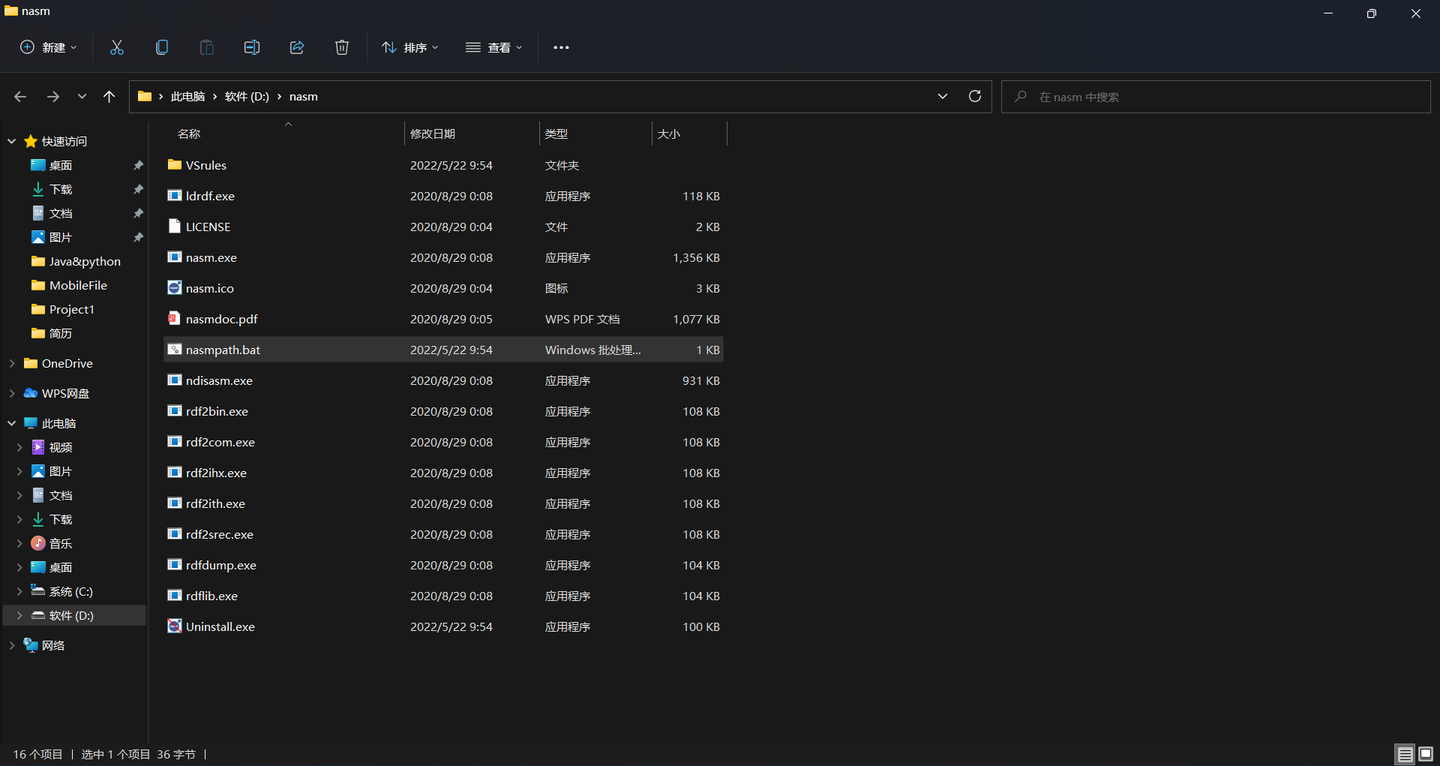 nasm
新建
排序
查看
此电脑 软件 (D:) nasm
在 nasm 中搜索
快速访问
桌面
下载
文档
图片
Java&python
MobileFile
Project1
简历
OneDrive
WPS网盘
此电脑
视频
图片
文档
下载
音乐
桌面
系统 (C:)
软件 (D:)
网络
名称 修改日期 类型 大小
VSrules 2022/5/22 9:54 文件夹
ldrdf.exe 2020/8/29 0:08 应用程序 118 KB
LICENSE 2020/8/29 0:04 文件 2 KB
nasm.exe 2020/8/29 0:08 应用程序 1,356 KB
nasm.ico 2020/8/29 0:04 图标 3 KB
nasmdoc.pdf 2020/8/29 0:05 WPS PDF 文档 1,077 KB
nasmpath.bat 2022/5/22 9:54 Windows 批处理... 1 KB
ndisasm.exe 2020/8/29 0:08 应用程序 931 KB
rdf2bin.exe 2020/8/29 0:08 应用程序 108 KB
rdf2com.exe 2020/8/29 0:08 应用程序 108 KB
rdf2ihx.exe 2020/8/29 0:08 应用程序 108 KB
rdf2ith.exe 2020/8/29 0:08 应用程序 108 KB
rdf2srec.exe 2020/8/29 0:08 应用程序 108 KB
rdfdump.exe 2020/8/29 0:08 应用程序 104 KB
rdflib.exe 2020/8/29 0:08 应用程序 104 KB
Uninstall.exe 2022/5/22 9:54 应用程序 100 KB
16 个项目 选中 1 个项目 36 字节